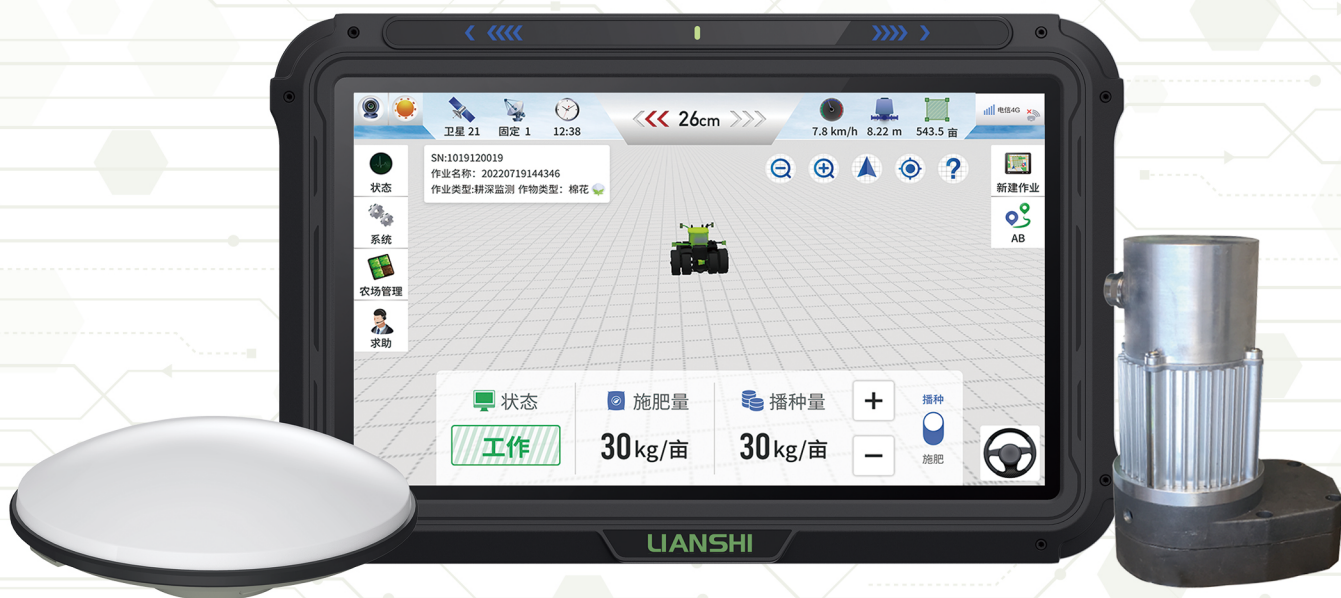 26cm
卫星 21
固定 1
12:38
7.8 km/h
8.22 m
543.5 亩
电信4G
SN:1019120019
作业名称：20220719144346
作业类型:耕深监测 作物类型：棉花
状态
系统
农场管理
求助
新建作业
AB
状态
工作
施肥量
30kg/亩
播种量
30kg/亩
播种
施肥
LIANSHI